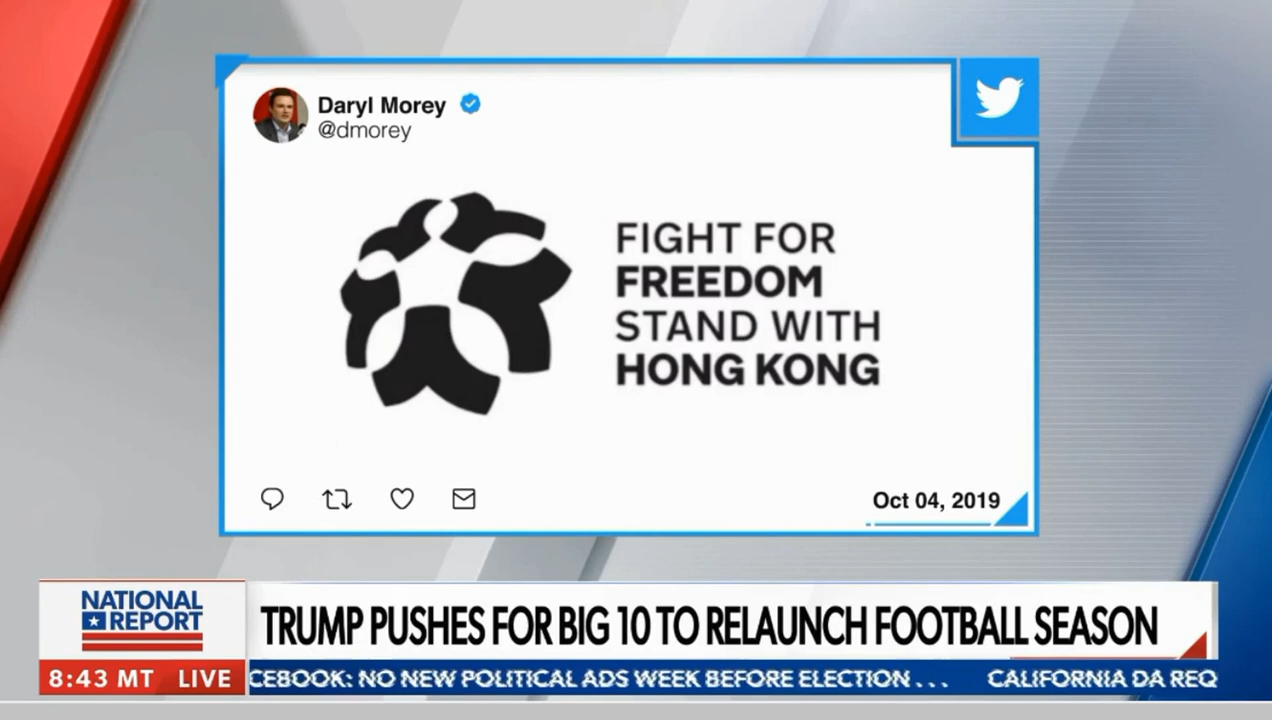 Daryl Morey
@dmorey
FIGHT FOR
FREEDOM
STAND WITH
HONG KONG
Oct 04, 2019
NATIONAL
REPORT
TRUMP PUSHES FOR BIG 10 TO RELAUNCH FOOTBALL SEASON
8:43 MT LIVE
CEBOOK: NO NEW POLITICAL ADS WEEK BEFORE ELECTION . . . CALIFORNIA DA REQ